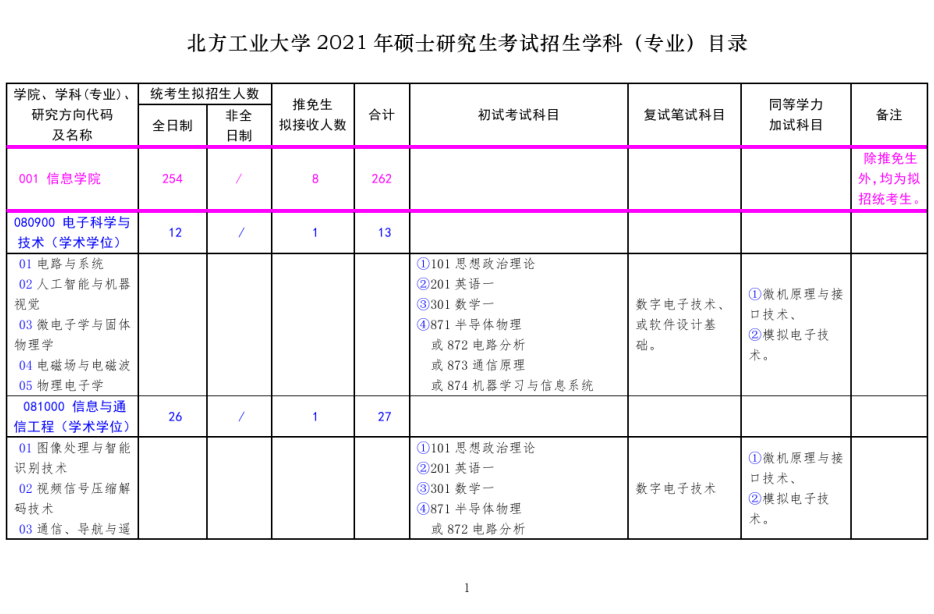 北方工业大学 2021 年硕士研究生考试招生学科（专业）目录
学院、学科(专业)、
研究方向代码
及名称
统考生拟招生人数
全日制
非全
日制
推免生
拟接收人数
合计
初试考试科目
复试笔试科目
同等学力
加试科目
备注
001 信息学院
254
/
8
262
除推免生
外,均为拟
招统考生。
080900 电子科学与
技术（学术学位）
12
/
1
13
01 电路与系统
02 人工智能与机器
视觉
03 微电子学与固体
物理学
04 电磁场与电磁波
05 物理电子学
①101 思想政治理论
②201 英语一
③301 数学一
④871 半导体物理
或 872 电路分析
或 873 通信原理
或 874 机器学习与信息系统
数字电子技术、
或软件设计基
础。
①微机原理与接
口技术、
②模拟电子技
术。
081000 信息与通
信工程（学术学位）
26
/
1
27
01 图像处理与智能
识别技术
02 视频信号压缩解
码技术
03 通信、导航与遥
①101 思想政治理论
②201 英语一
③301 数学一
④871 半导体物理
或 872 电路分析
数字电子技术
①微机原理与接
口技术、
②模拟电子技
术。
1